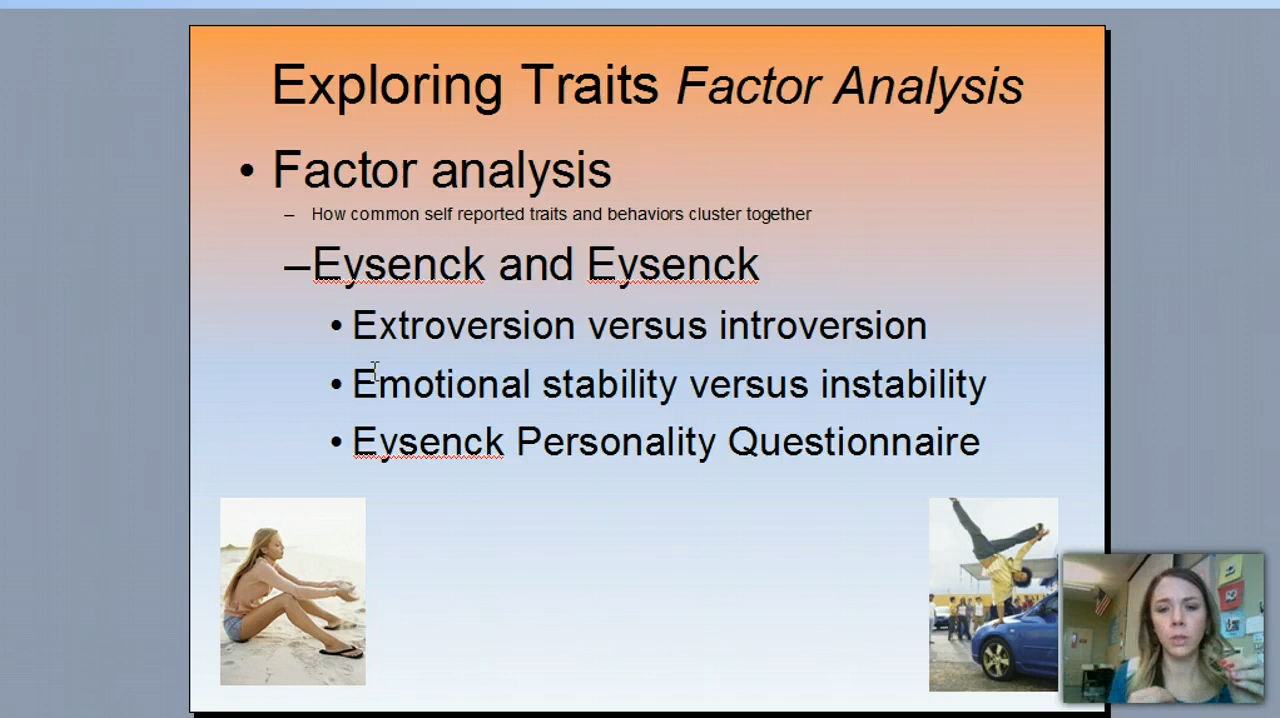 Exploring Traits Factor Analysis
• Factor analysis
– How common self reported traits and behaviors cluster together
–Eysenck and Eysenck
• Extroversion versus introversion
• Emotional stability versus instability
• Eysenck Personality Questionnaire